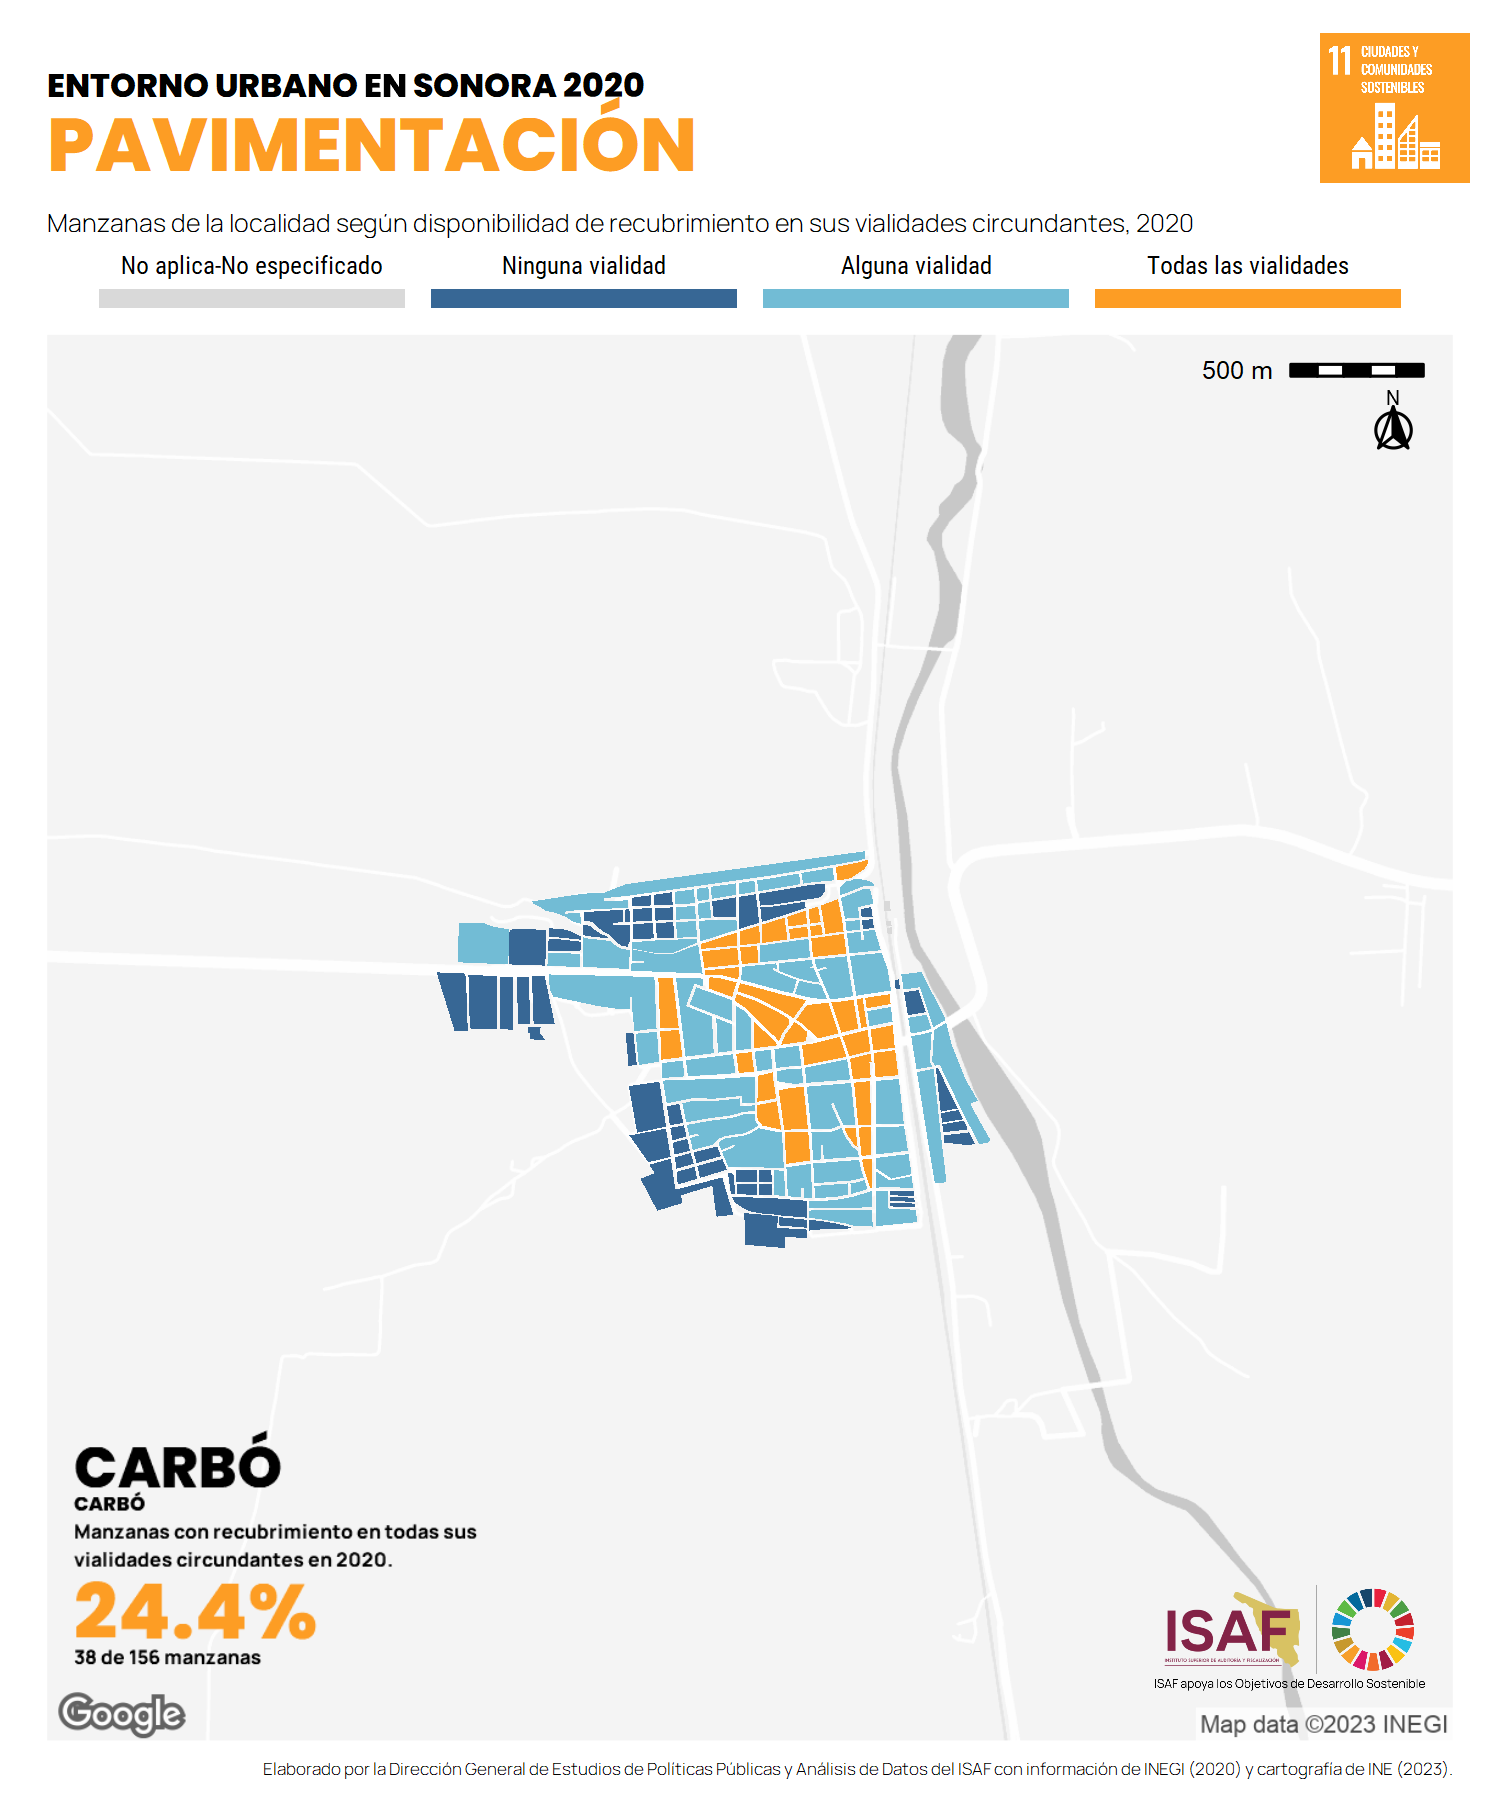 ENTORNO URBANO EN SONORA 2020
PAVIMENTACIÓN
11 CIUDADES Y
COMUNIDADES
SOSTENIBLES
Manzanas de la localidad según disponibilidad de recubrimiento en sus vialidades circundantes, 2020
No aplica-No especificado
Ninguna vialidad
Alguna vialidad
Todas las vialidades
500 m
N
CARBÓ
CARBÓ
Manzanas con recubrimiento en todas sus
vialidades circundantes en 2020.
24.4%
38 de 156 manzanas
Google
ISAF
INSTITUTO SUPERIOR DE AUDITORÍA Y FISCALIZACIÓN
ISAF apoya los Objetivos de Desarrollo Sostenible
Map data ©2023 INEGI
Elaborado por la Dirección General de Estudios de Políticas Públicas y Análisis de Datos del ISAF con información de INEGI (2020) y cartografía de INE (2023).